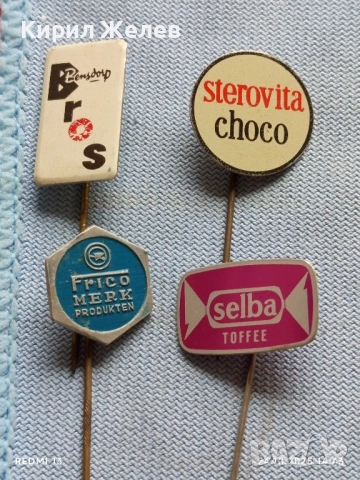 Кирил Желев
Bensdorp
Bros
sterovita
choco
Frico
MERK
PRODUKTEN
selba
TOFFEE
REDMI 13